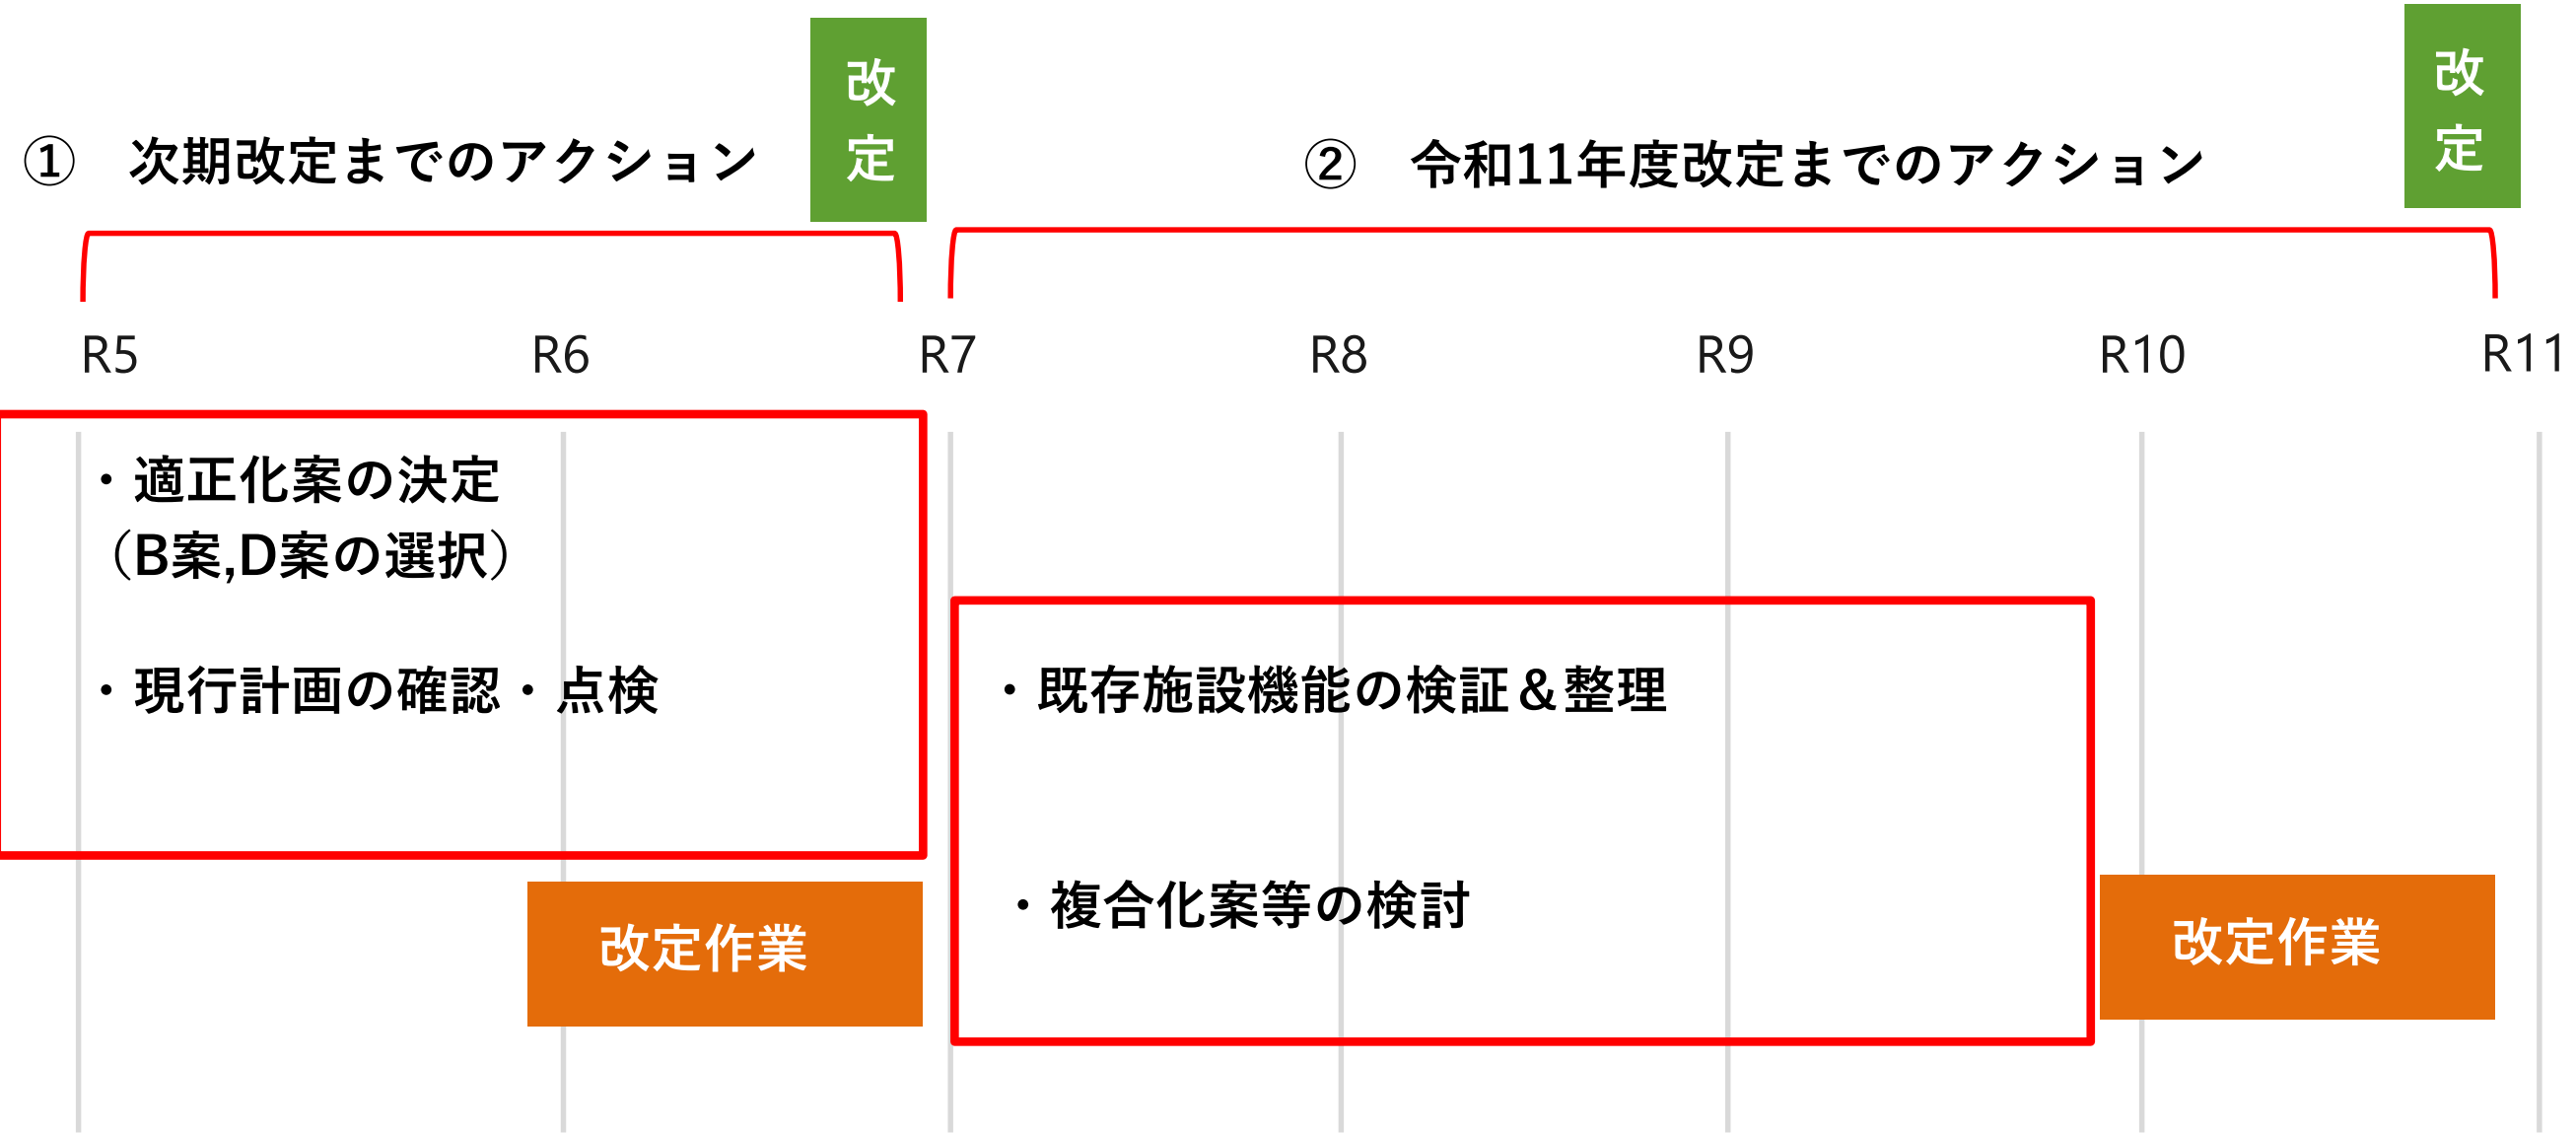 ① 次期改定までのアクション
改
定
② 令和11年度改定までのアクション
改
定
R5 R6 R7 R8 R9 R10 R11
・適正化案の決定
（B案,D案の選択）
・現行計画の確認・点検
・既存施設機能の検証＆整理
・複合化案等の検討
改定作業
改定作業